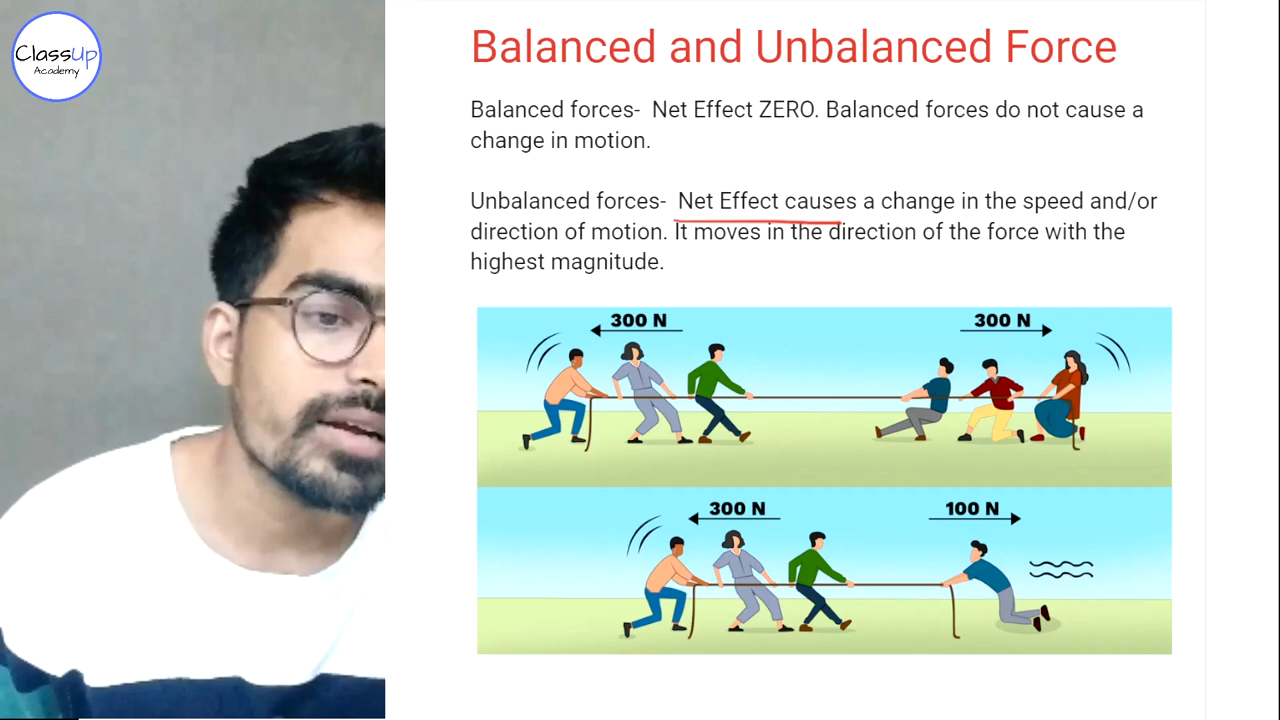 ClassUp
Academy
Balanced and Unbalanced Force
Balanced forces-  Net Effect ZERO. Balanced forces do not cause a
change in motion.
Unbalanced forces-  Net Effect causes a change in the speed and/or
direction of motion. It moves in the direction of the force with the
highest magnitude.
300 N
300 N
300 N
100 N